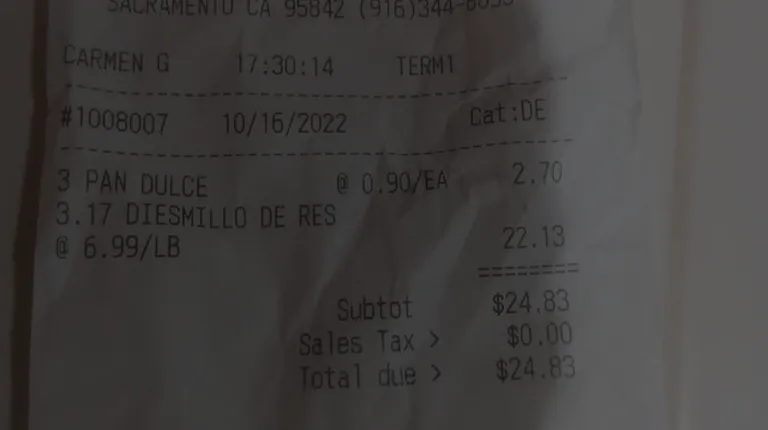 SACRAMENTO CA 95842 (916)344-
CARMEN G 17:30:14 TERM1
--------------------------------------------
#1008007 10/16/2022 Cat:DE
--------------------------------------------
3 PAN DULCE @ 0.90/EA 2.70
3.17 DIESMILLO DE RES
@ 6.99/LB 22.13
========
Subtot $24.83
Sales Tax > $0.00
Total due > $24.83